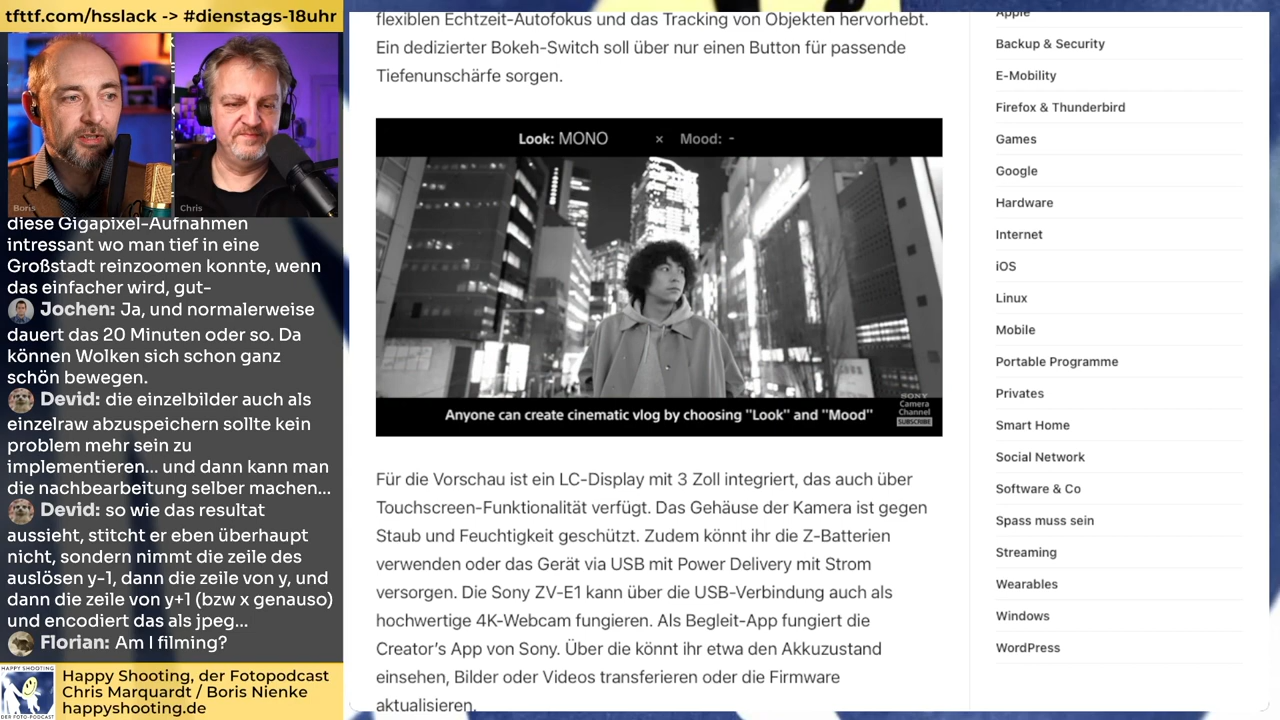 tfttf.com/hsslack -> #dienstags-18uhr
Boris
Chris
diese Gigapixel-Aufnahmen
intressant wo man tief in eine
Großstadt reinzoomen konnte, wenn
das einfacher wird, gut-
Jochen: Ja, und normalerweise
dauert das 20 Minuten oder so. Da
können Wolken sich schon ganz
schön bewegen.
Devid: die einzelbilder auch als
einzelraw abzuspeichern sollte kein
problem mehr sein zu
implementieren... und dann kann man
die nachbearbeitung selber machen...
Devid: so wie das resultat
aussieht, stitcht er eben überhaupt
nicht, sondern nimmt die zeile des
auslösen y-1, dann die zeile von y, und
dann die zeile von y+1 (bzw x genauso)
und encodiert das als jpeg...
Florian: Am I filming?
HAPPY SHOOTING
DER FOTO-PODCAST
Happy Shooting, der Fotopodcast
Chris Marquardt / Boris Nienke
happyshooting.de
flexiblen Echtzeit-Autofokus und das Tracking von Objekten hervorhebt.
Ein dedizierter Bokeh-Switch soll über nur einen Button für passende
Tiefenunschärfe sorgen.
Look: MONO × Mood: -
SONY
Camera
Channel
SUBSCRIBE
Anyone can create cinematic vlog by choosing "Look" and "Mood"
Für die Vorschau ist ein LC-Display mit 3 Zoll integriert, das auch über
Touchscreen-Funktionalität verfügt. Das Gehäuse der Kamera ist gegen
Staub und Feuchtigkeit geschützt. Zudem könnt ihr die Z-Batterien
verwenden oder das Gerät via USB mit Power Delivery mit Strom
versorgen. Die Sony ZV-E1 kann über die USB-Verbindung auch als
hochwertige 4K-Webcam fungieren. Als Begleit-App fungiert die
Creator's App von Sony. Über die könnt ihr etwa den Akkuzustand
einsehen, Bilder oder Videos transferieren oder die Firmware
aktualisieren.
Apple
Backup & Security
E-Mobility
Firefox & Thunderbird
Games
Google
Hardware
Internet
iOS
Linux
Mobile
Portable Programme
Privates
Smart Home
Social Network
Software & Co
Spass muss sein
Streaming
Wearables
Windows
WordPress